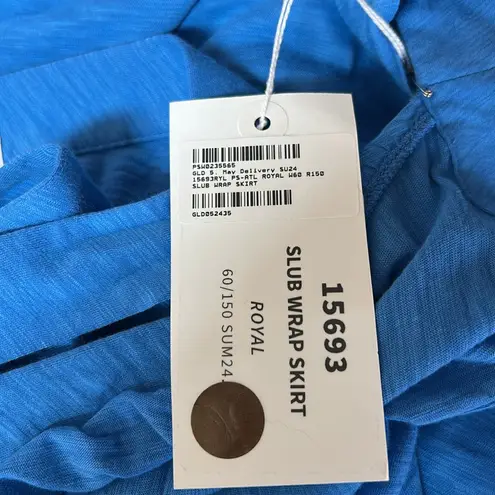 PSW0235565
GLD 5. May Delivery SU24
15693RYL PS-ATL ROYAL W60 R150
SLUB WRAP SKIRT
GLD052435
15693
SLUB WRAP SKIRT
ROYAL
60/150 SUM24.